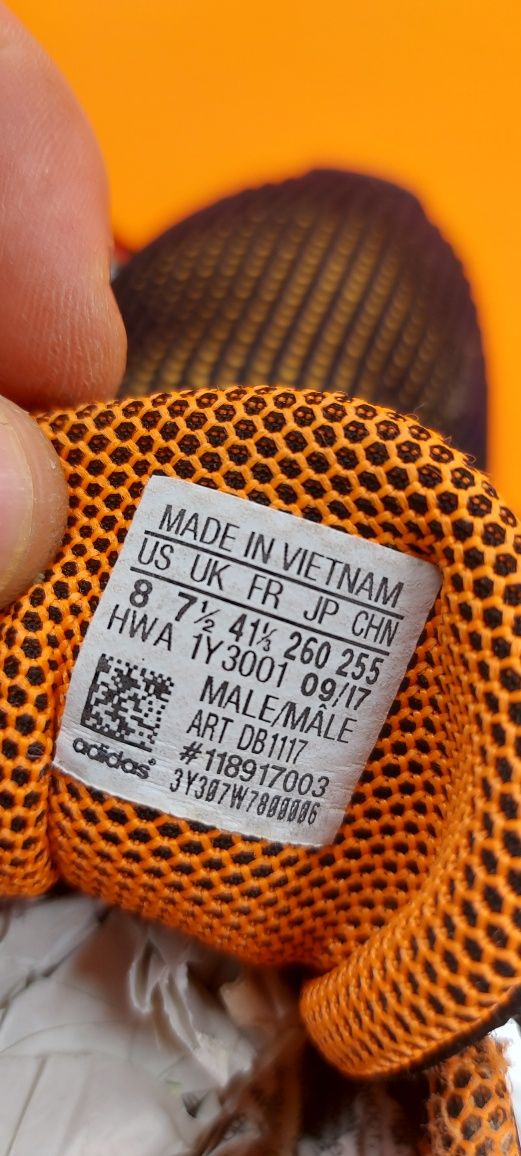 MADE IN VIETNAM
US UK FR JP CHN
8 7½ 41⅓ 260 255
HWA 1Y3001 09/17
MALE/MÂLE
ART DB1117
#118917003
adidas
3Y307W7800006